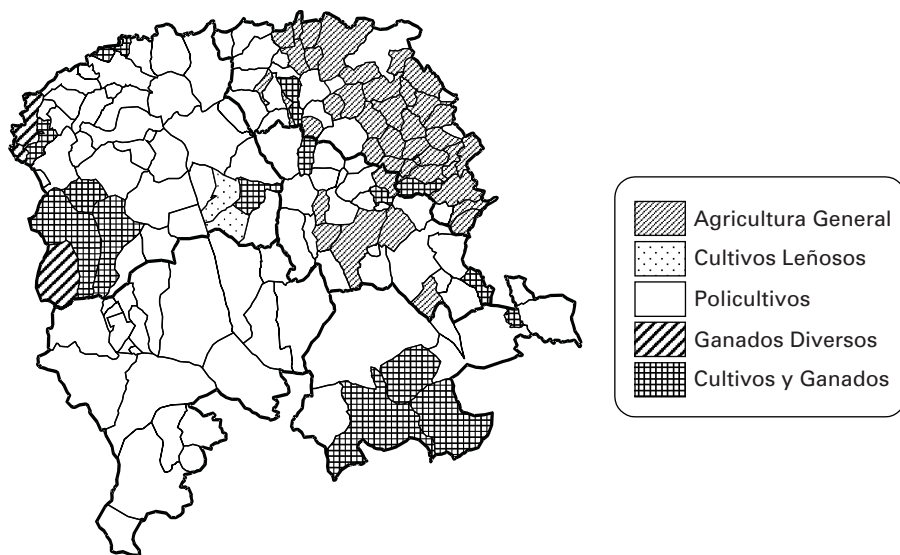 Agricultura General
Cultivos Leñosos
Policultivos
Ganados Diversos
Cultivos y Ganados